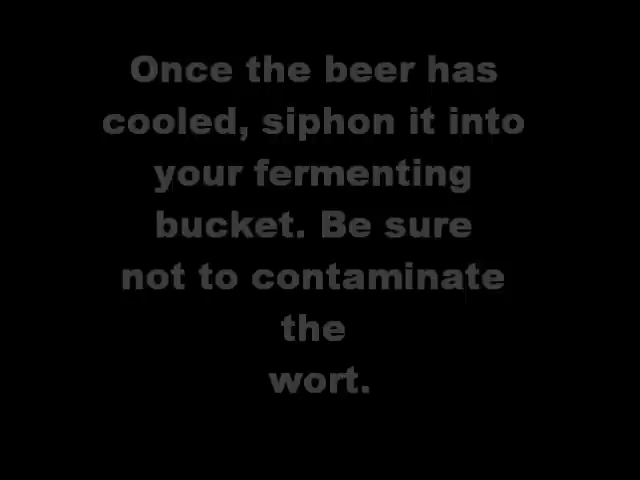 Once the beer has
cooled, siphon it into
your fermenting
bucket. Be sure
not to contaminate
the
wort.